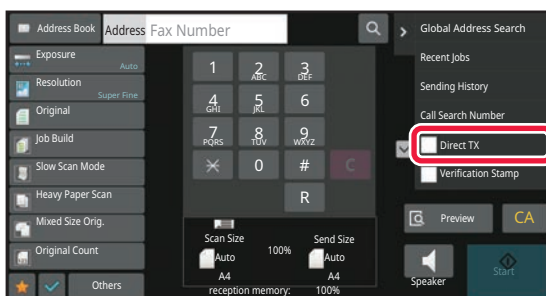 Address Book
Address
Fax Number
Exposure
Auto
Resolution
Super Fine
Original
Job Build
Slow Scan Mode
Heavy Paper Scan
Mixed Size Orig.
Original Count
Others
1
2
ABC
3
DEF
4
GHI
5
JKL
6
7
PQRS
8
TUV
9
WXYZ
0
#
C
R
Scan Size
Auto
A4
100%
Send Size
Auto
A4
reception memory: 100%
Global Address Search
Recent Jobs
Sending History
Call Search Number
Direct TX
Verification Stamp
Preview
CA
Speaker
Start